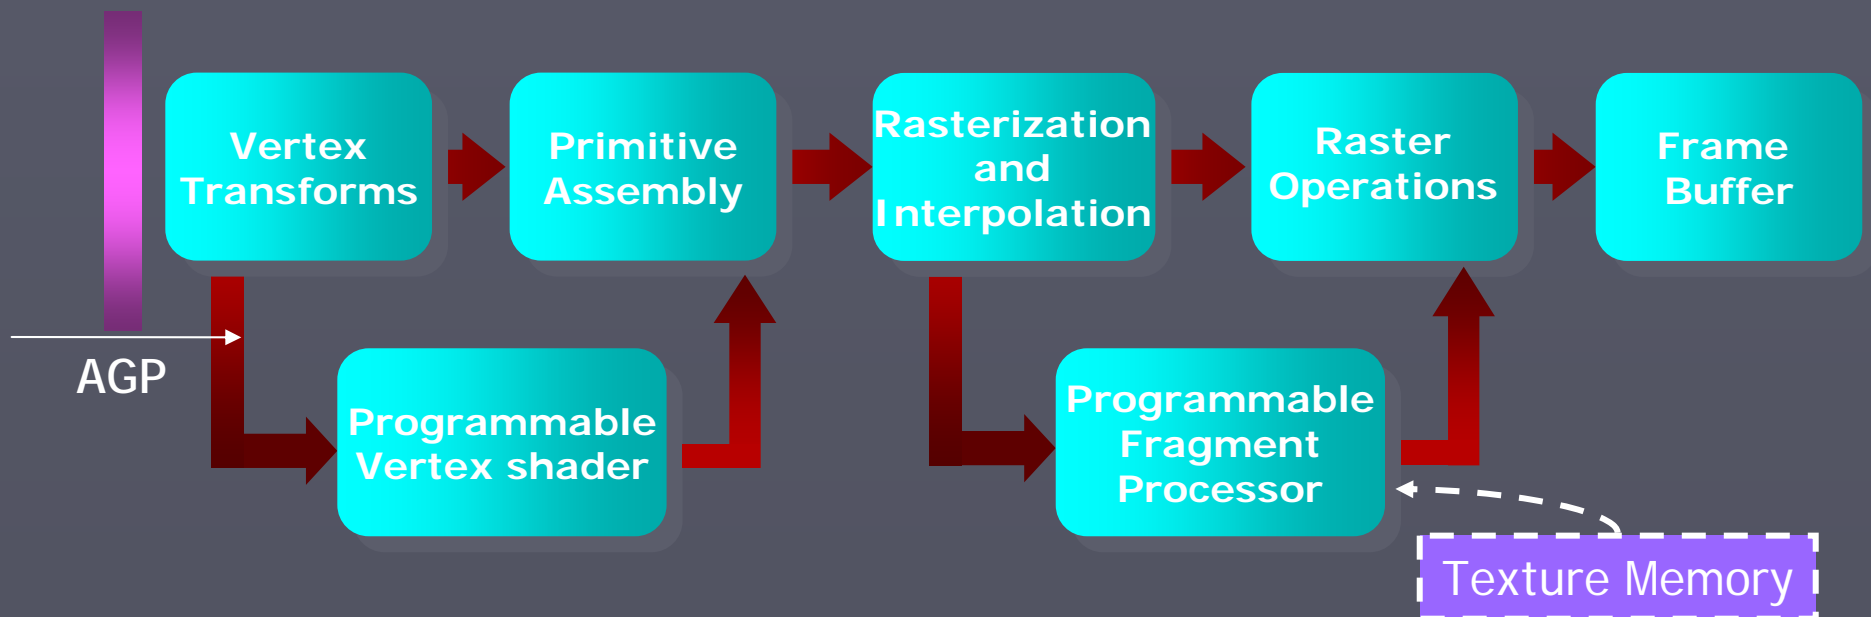 Vertex
Transforms
Primitive
Assembly
Rasterization
and
Interpolation
Raster
Operations
Frame
Buffer
AGP
Programmable
Vertex shader
Programmable
Fragment
Processor
Texture Memory